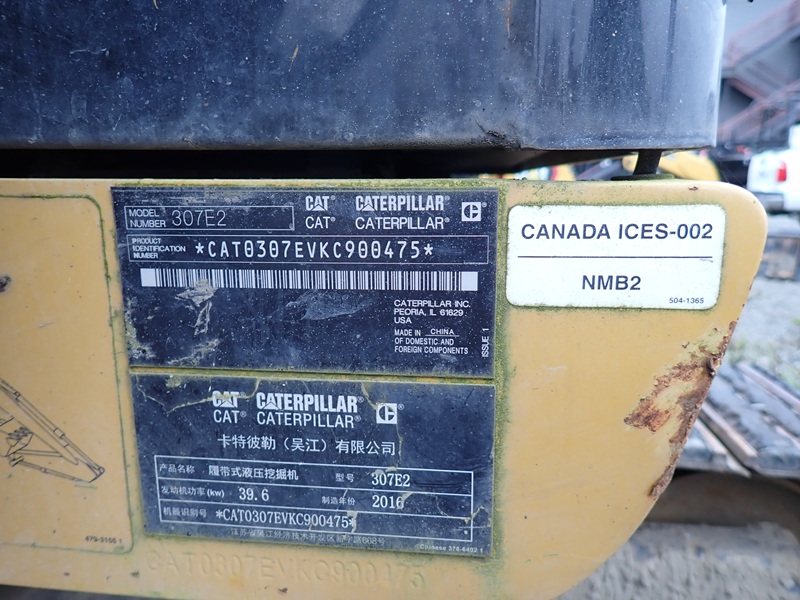 MODEL NUMBER 307E2
CAT CATERPILLAR
CAT® CATERPILLAR®
PRODUCT IDENTIFICATION NUMBER *CAT0307EVKC900475*
CATERPILLAR INC.
PEORIA, IL 61629
USA
MADE IN CHINA
OF DOMESTIC AND
FOREIGN COMPONENTS
ISSUE 1
CANADA ICES-002
NMB2
504-1365
CAT CATERPILLAR
CAT® CATERPILLAR®
卡特彼勒（吴江）有限公司
产品名称 履带式液压挖掘机 型号 307E2
发动机功率(kw) 39.6 制造年份 2016
机器识别号 *CAT0307EVKC900475*
Chinese 378-6402 1
CAT0307EVKC900475